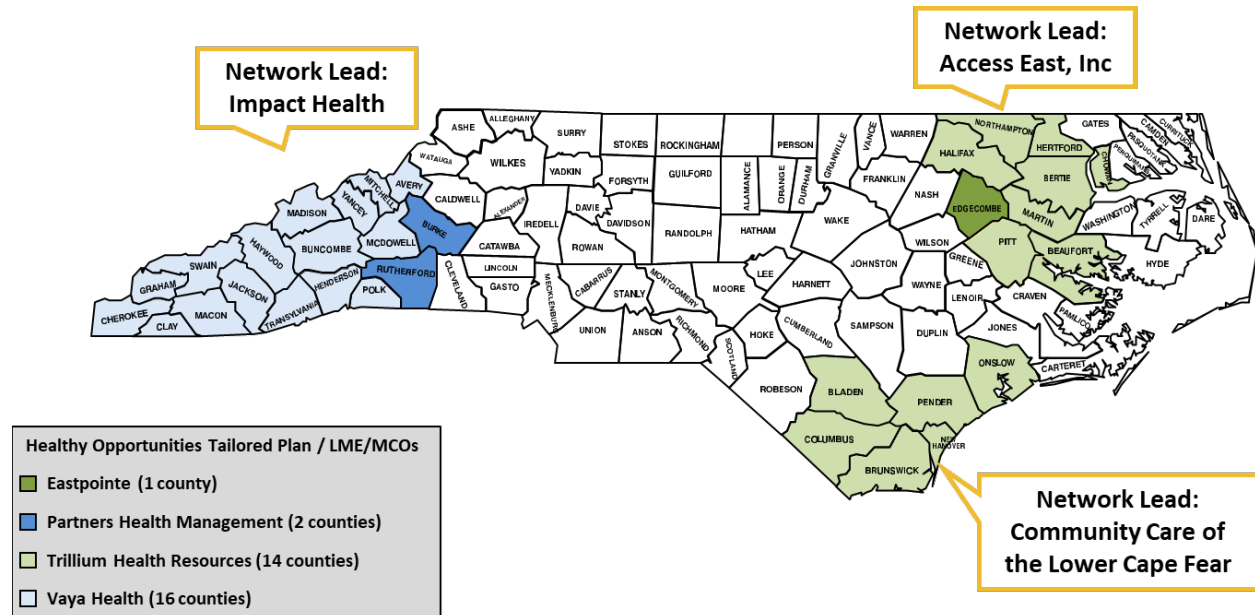 Network Lead:
Impact Health
Network Lead:
Access East, Inc
ASHE
ALLEGHANY
SURRY
STOKES
ROCKINGHAM
PERSON
GRANVILLE
VANCE
WARREN
NORTHAMPTON
GATES
CURRITUCK
CAMDEN
PASQUOTANK
PERQUIMANS
HERTFORD
HALIFAX
WATAUGA
WILKES
YADKIN
FORSYTH
GUILFORD
ALAMANCE
ORANGE
DURHAM
FRANKLIN
NASH
BERTIE
CHOWAN
MITCHELL
AVERY
CALDWELL
ALEXANDER
IREDELL
DAVIE
DAVIDSON
RANDOLPH
HATHAM
WAKE
EDGECOMBE
MARTIN
WASHINGTON
TYRRELL
DARE
MADISON
YANCEY
BURKE
CATAWBA
ROWAN
WILSON
PITT
BEAUFORT
HYDE
HAYWOOD
BUNCOMBE
MCDOWELL
SWAIN
RUTHERFORD
LINCOLN
GASTO
CLEVELAND
MECKLENBURG
CABARRUS
STANLY
MONTGOMERY
MOORE
LEE
HARNETT
JOHNSTON
WAYNE
GREENE
LENOIR
CRAVEN
PAMLICO
GRAHAM
JACKSON
HENDERSON
POLK
CHEROKEE
CLAY
MACON
TRANSYLVANIA
UNION
ANSON
RICHMOND
SCOTLAND
HOKE
CUMBERLAND
SAMPSON
DUPLIN
JONES
CARTERET
ONSLOW
ROBESON
BLADEN
PENDER
COLUMBUS
NEW
HANOVER
BRUNSWICK
Healthy Opportunities Tailored Plan / LME/MCOs
Eastpointe (1 county)
Partners Health Management (2 counties)
Trillium Health Resources (14 counties)
Vaya Health (16 counties)
Network Lead:
Community Care of
the Lower Cape Fear